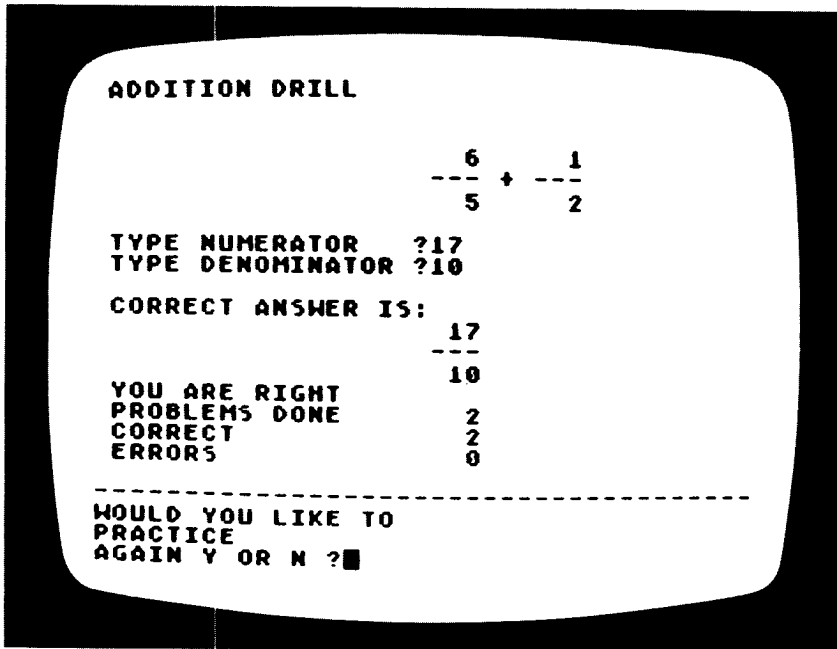 ADDITION DRILL
6     1
--- + ---
5     2
TYPE NUMERATOR   ?17
TYPE DENOMINATOR ?10
CORRECT ANSWER IS:
17
---
10
YOU ARE RIGHT
PROBLEMS DONE 2
CORRECT 2
ERRORS 0
----------------------------------------
WOULD YOU LIKE TO
PRACTICE
AGAIN Y OR N ?